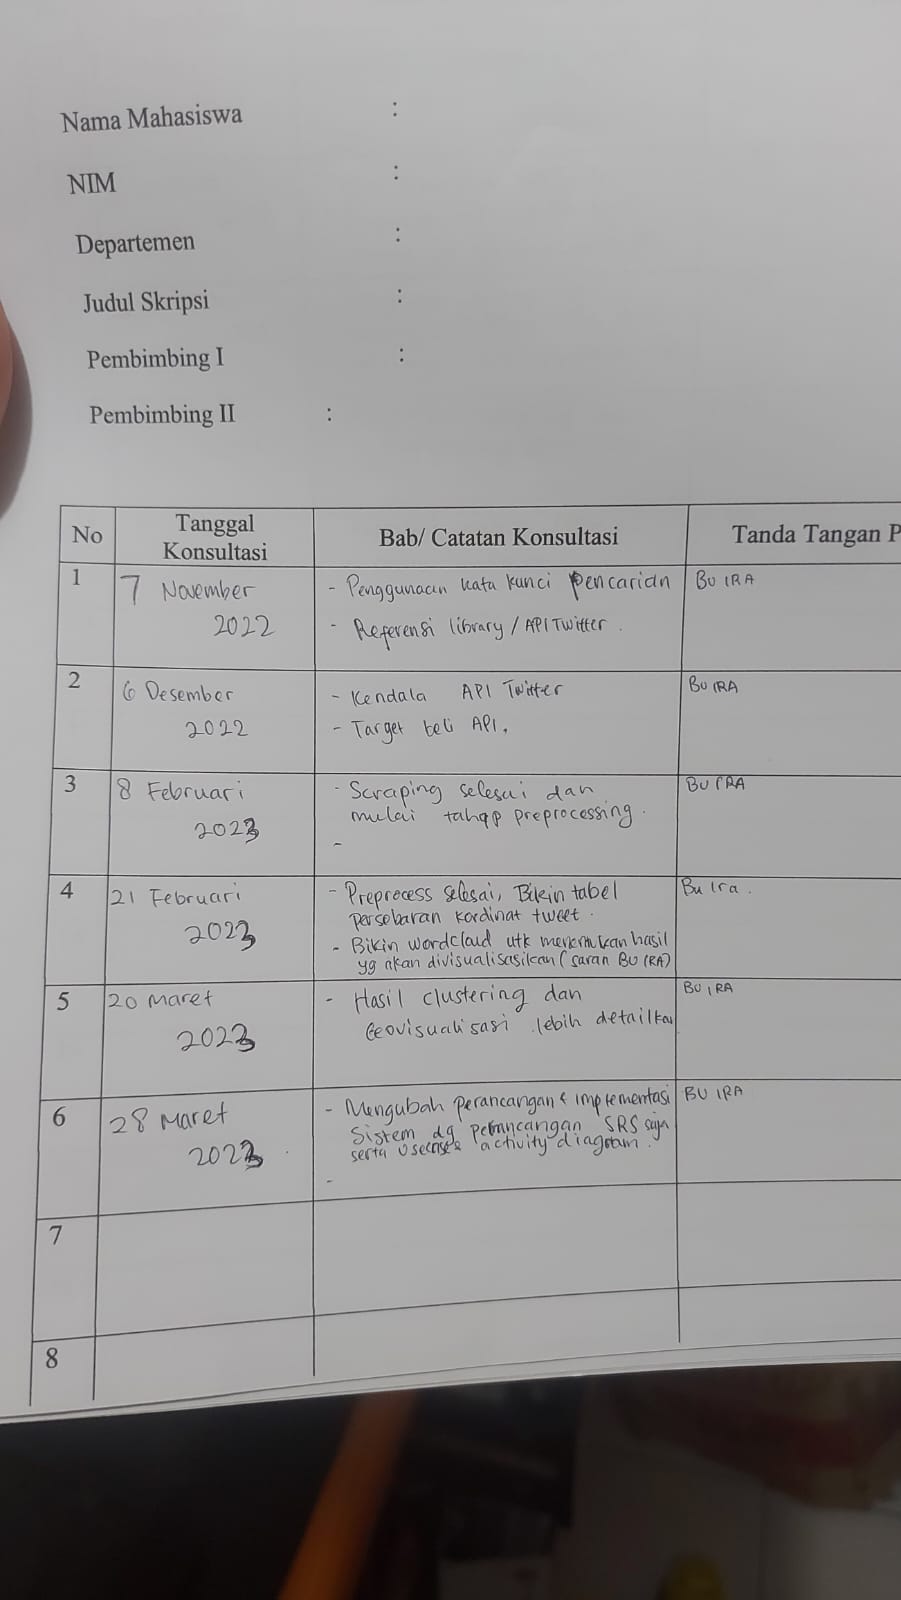 Nama Mahasiswa :
NIM :
Departemen :
Judul Skripsi :
Pembimbing I :
Pembimbing II :
No
Tanggal
Konsultasi
Bab/ Catatan Konsultasi
Tanda Tangan P
1
7 November
2022
- Penggunaan kata kunci pencarian
- Referensi library / API Twitter .
BU IRA
2
6 Desember
2022
- Kendala API Twitter
- Target beli API.
BU IRA
3
8 Februari
2023
- Scraping selesai dan
mulai tahap preprocessing.
-
BU IRA
4
21 Februari
2023
- Preprocess selesai, Bikin tabel
persebaran kordinat tweet .
- Bikin wordcloud utk menemukan hasil
yg akan divisualisasikan ( saran BU IRA)
Bu Ira .
5
20 Maret
2023
- Hasil clustering dan
Geovisualisasi lebih detailkan
BU IRA
6
28 Maret
2023
- Mengubah perancangan & implementasi
Sistem dg perancangan SRS saja
serta Usecase & activity diagram.
-
BU IRA
7
8